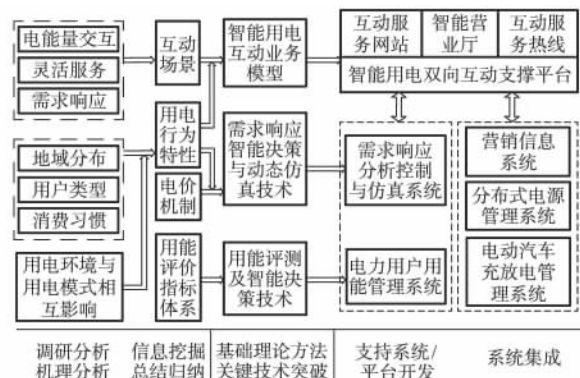 电能量交互
灵活服务
需求响应
地域分布
用户类型
消费习惯
用电环境与
用电模式相
互影响
互动
场景
用电
行为
特性
电价
机制
用能
评价
指标
体系
智能用电
互动业务
模型
需求响应
智能决策
与动态仿
真技术
用能评测
及智能决
策技术
互动服
务网站
智能营
业厅
互动服
务热线
智能用电双向互动支撑平台
需求响应
分析控制
与仿真系统
电力用户用
能管理系统
营销信息
系统
分布式电源
管理系统
电动汽车
充放电管
理系统
调研分析
机理分析
信息挖掘
总结归纳
基础理论方法
关键技术突破
支持系统/
平台开发
系统集成